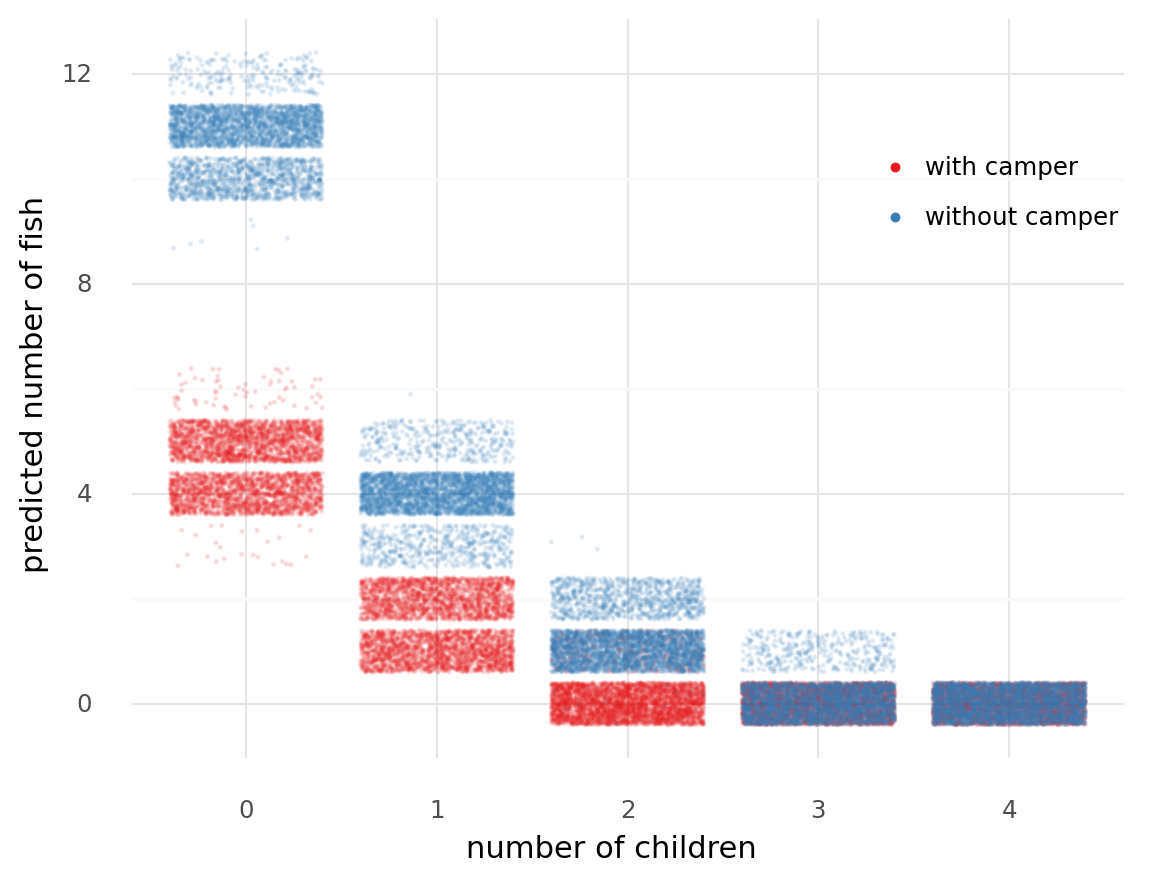 12
8
4
0
predicted number of fish
with camper
without camper
0 1 2 3 4
number of children